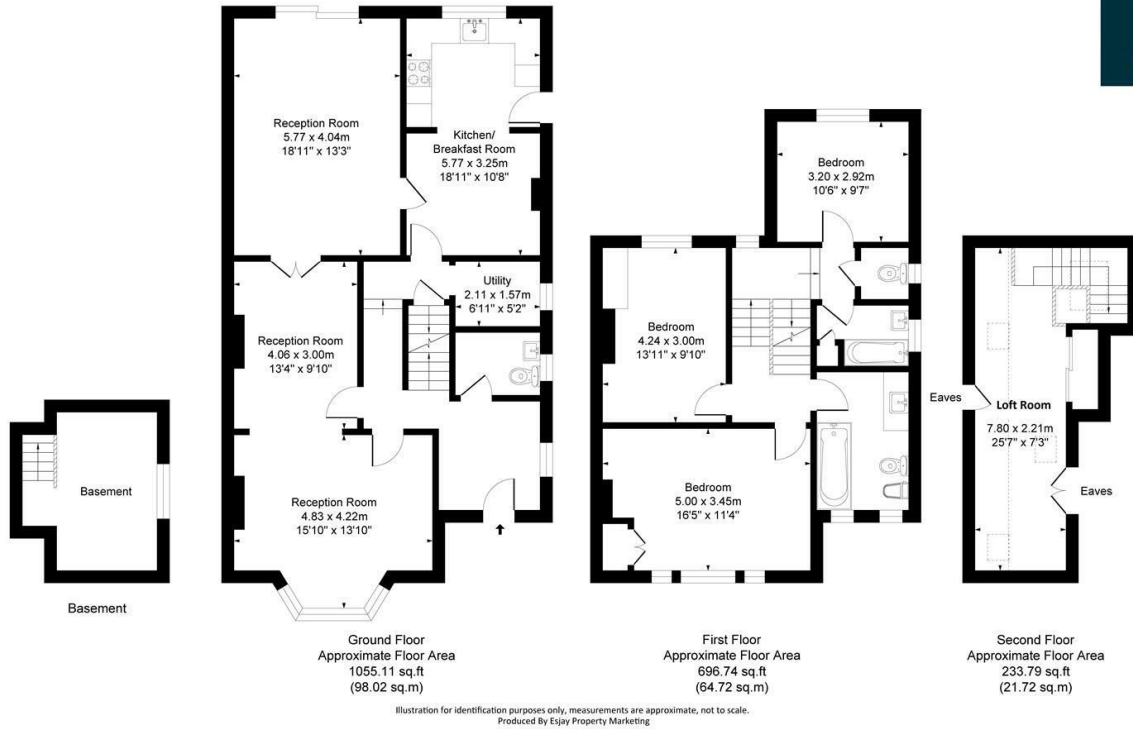 Basement
Basement
Reception Room
5.77 x 4.04m
18'11" x 13'3"
Kitchen/
Breakfast Room
5.77 x 3.25m
18'11" x 10'8"
Utility
2.11 x 1.57m
6'11" x 5'2"
Reception Room
4.06 x 3.00m
13'4" x 9'10"
Reception Room
4.83 x 4.22m
15'10" x 13'10"
Ground Floor
Approximate Floor Area
1055.11 sq.ft
(98.02 sq.m)
Bedroom
3.20 x 2.92m
10'6" x 9'7"
Bedroom
4.24 x 3.00m
13'11" x 9'10"
Bedroom
5.00 x 3.45m
16'5" x 11'4"
First Floor
Approximate Floor Area
696.74 sq.ft
(64.72 sq.m)
Eaves
Loft Room
7.80 x 2.21m
25'7" x 7'3"
Eaves
Second Floor
Approximate Floor Area
233.79 sq.ft
(21.72 sq.m)
Illustration for identification purposes only, measurements are approximate, not to scale.
Produced By Esjay Property Marketing